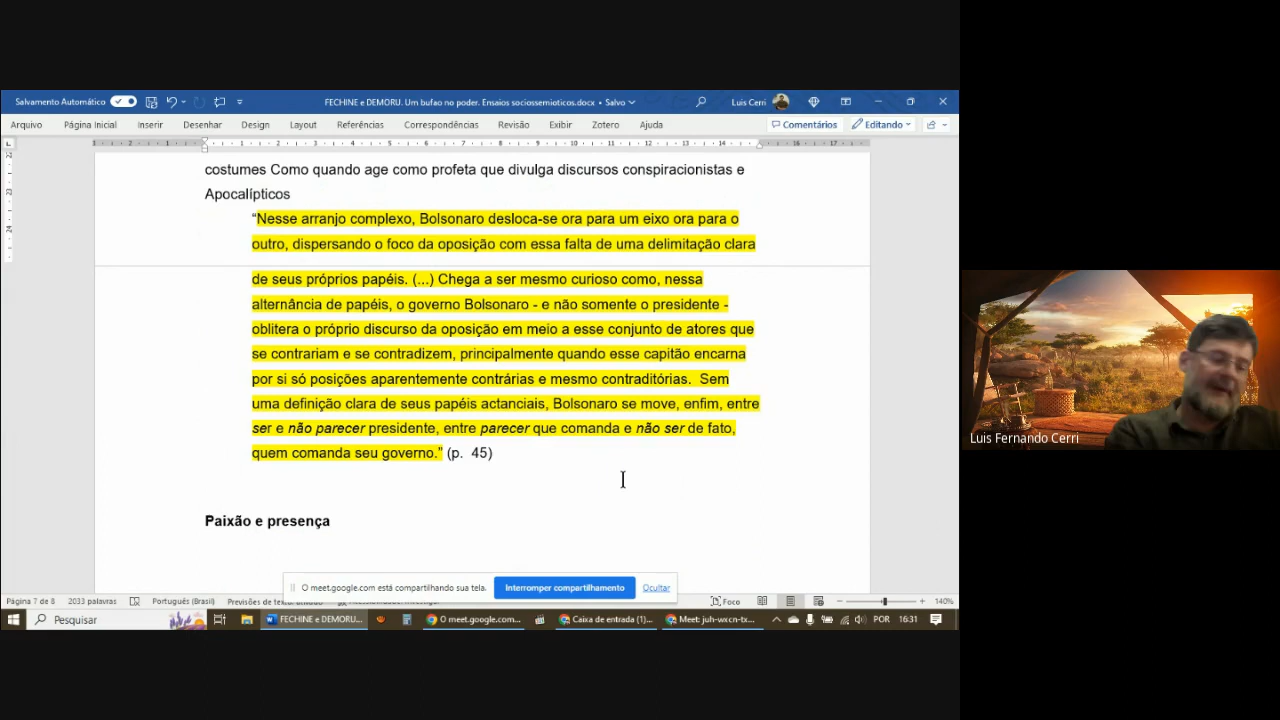 Salvamento Automático
FECHINE e DEMORU. Um bufao no poder. Ensaios sociossemioticos.docx • Salvo
Luis Cerri
Arquivo Página Inicial Inserir Desenhar Design Layout Referências Correspondências Revisão Exibir Zotero Ajuda Comentários Editando
costumes Como quando age como profeta que divulga discursos conspiracionistas e
Apocalípticos
“Nesse arranjo complexo, Bolsonaro desloca-se ora para um eixo ora para o
outro, dispersando o foco da oposição com essa falta de uma delimitação clara
de seus próprios papéis. (...) Chega a ser mesmo curioso como, nessa
alternância de papéis, o governo Bolsonaro - e não somente o presidente -
oblitera o próprio discurso da oposição em meio a esse conjunto de atores que
se contrariam e se contradizem, principalmente quando esse capitão encarna
por si só posições aparentemente contrárias e mesmo contraditórias. Sem
uma definição clara de seus papéis actanciais, Bolsonaro se move, enfim, entre
ser e não parecer presidente, entre parecer que comanda e não ser de fato,
quem comanda seu governo.” (p. 45)
Paixão e presença
Luis Fernando Cerri
O meet.google.com está compartilhando sua tela. Interromper compartilhamento Ocultar
Página 7 de 8 2033 palavras Português (Brasil) Previsões de texto: Foco 140%
Pesquisar FECHINE e DEMORU... O meet.google.com... Caixa de entrada (1)... Meet: juh-wxcn-tx... POR 16:31